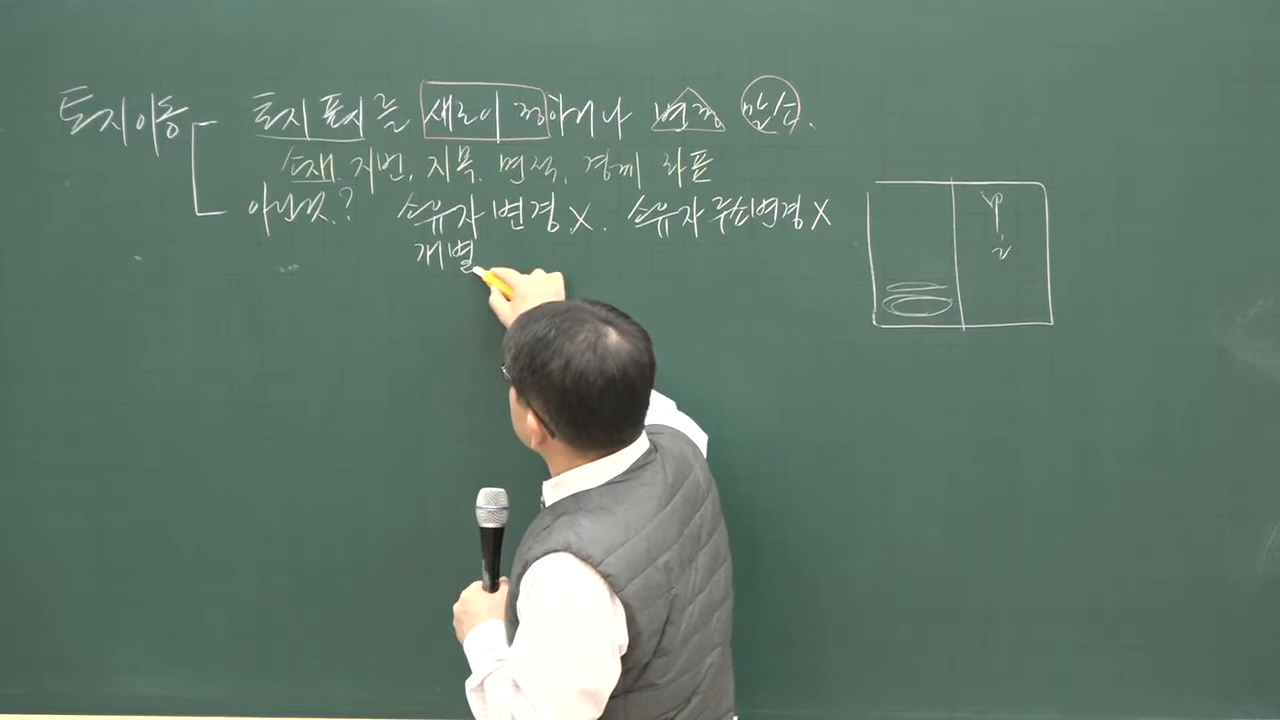 토지이동 토지 표시를 새로이 정하거나 변경 말소.
소재. 지번, 지목. 면적. 경계 좌표
아닌것? 소유자변경 X. 소유자 주소변경 X
개별